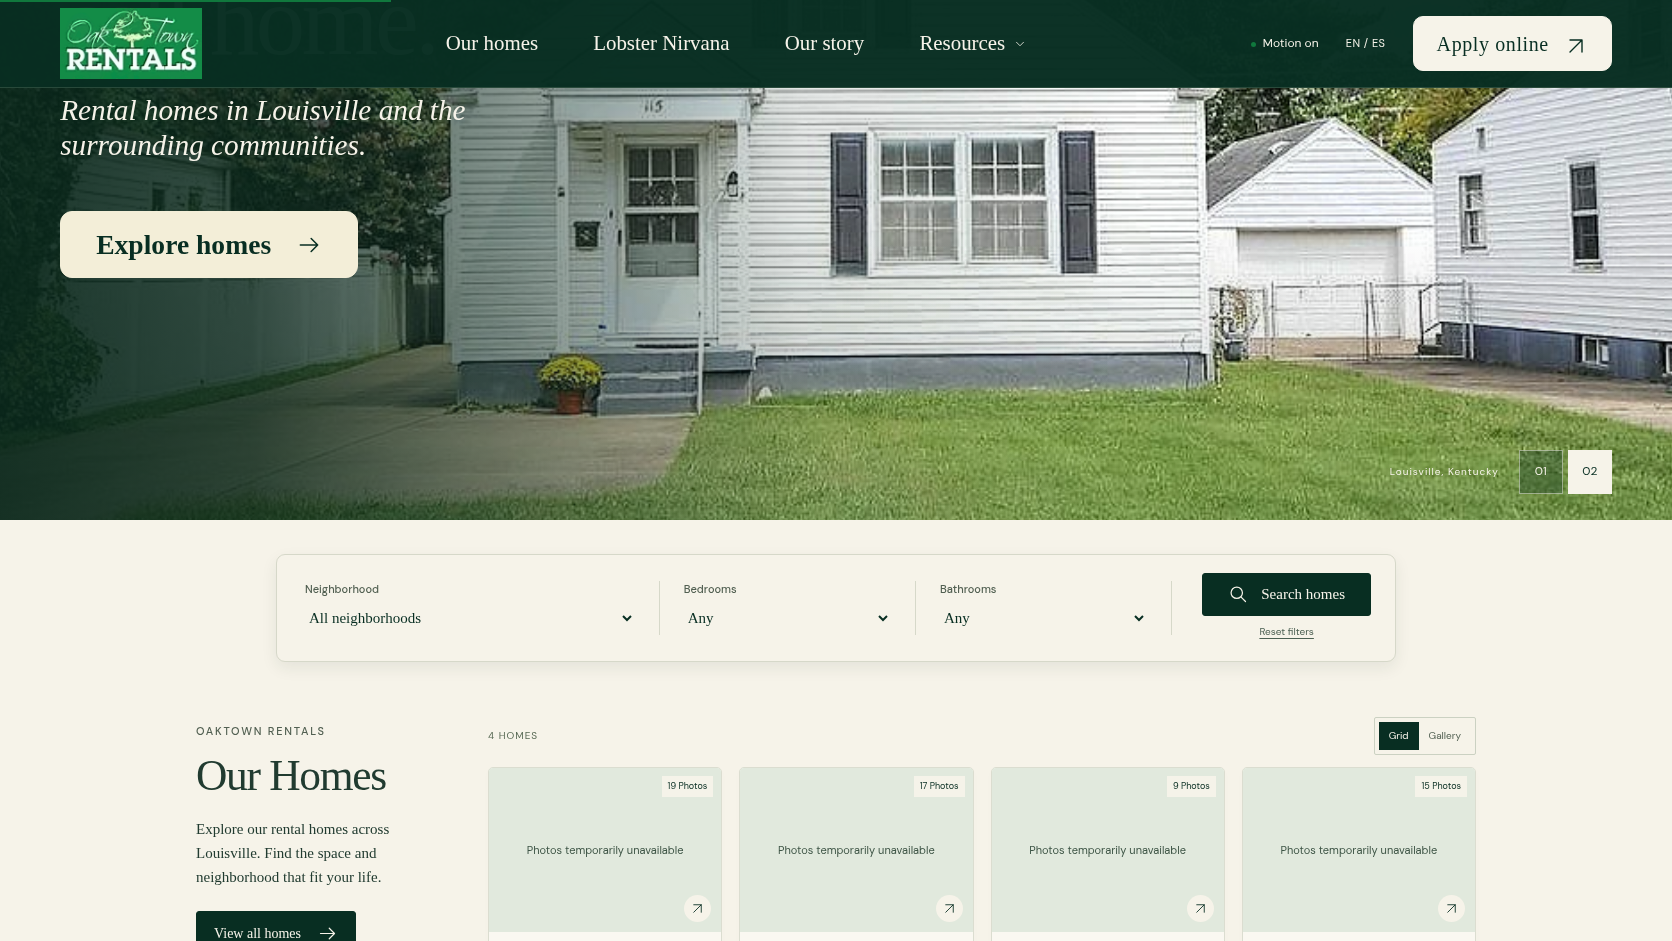 Oak Town
RENTALS
home.
Our homes
Lobster Nirvana
Our story
Resources
Motion on
EN / ES
Apply online
Rental homes in Louisville and the
surrounding communities.
115
Explore homes
Louisville, Kentucky
01
02
Neighborhood
All neighborhoods
Bedrooms
Any
Bathrooms
Any
Search homes
Reset filters
OAKTOWN RENTALS
Our Homes
Explore our rental homes across
Louisville. Find the space and
neighborhood that fit your life.
View all homes
4 HOMES
Grid
Gallery
19 Photos
Photos temporarily unavailable
17 Photos
Photos temporarily unavailable
9 Photos
Photos temporarily unavailable
15 Photos
Photos temporarily unavailable